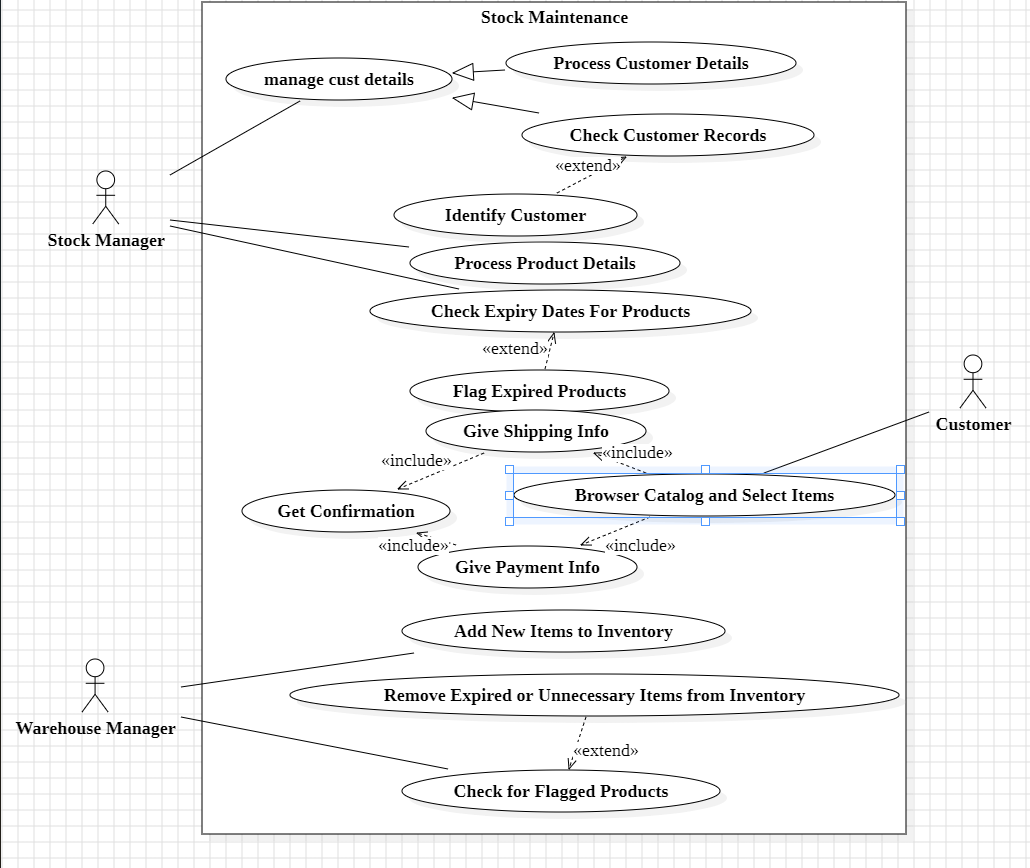 Stock Maintenance
manage cust details
Process Customer Details
Check Customer Records
«extend»
Identify Customer
Stock Manager
Process Product Details
Check Expiry Dates For Products
«extend»
Flag Expired Products
Customer
Give Shipping Info
«include»
«include»
Browser Catalog and Select Items
Get Confirmation
«include»
«include»
Give Payment Info
Add New Items to Inventory
Remove Expired or Unnecessary Items from Inventory
Warehouse Manager
«extend»
Check for Flagged Products